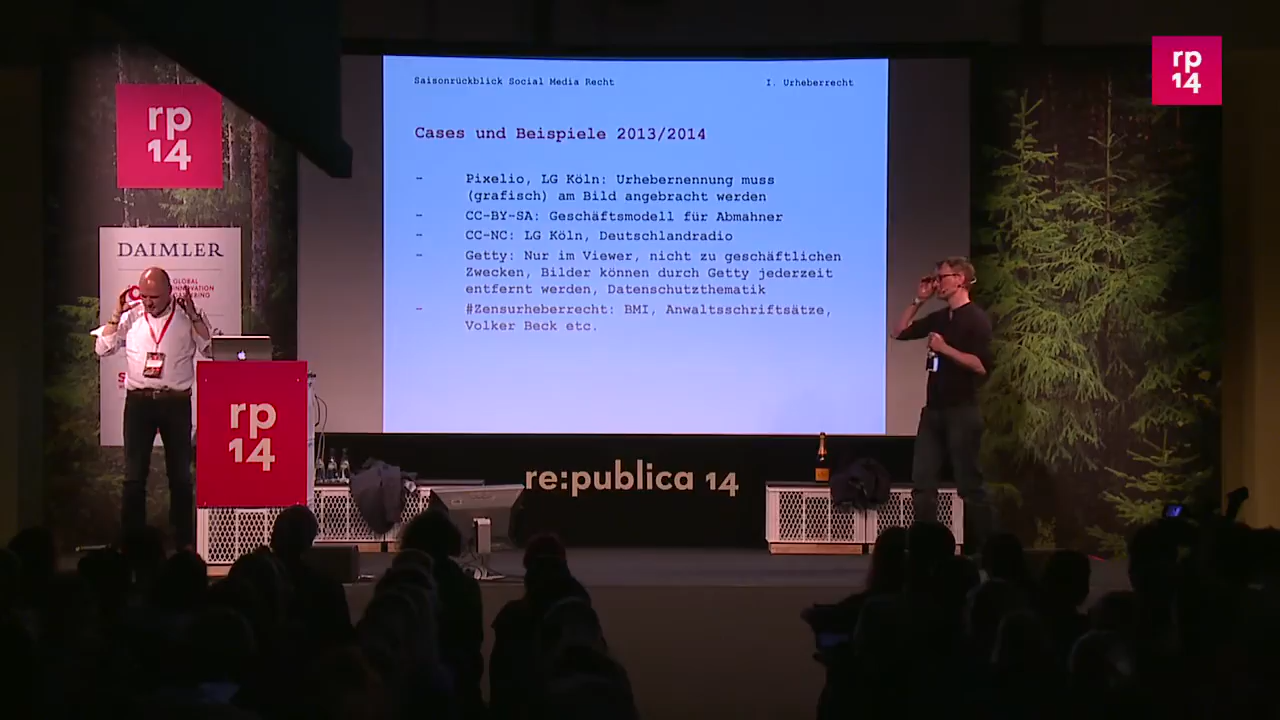 Saisonrückblick Social Media Recht
I. Urheberrecht
Cases und Beispiele 2013/2014
- Pixelio, LG Köln: Urhebernennung muss
(grafisch) am Bild angebracht werden
- CC-BY-SA: Geschäftsmodell für Abmahner
- CC-NC: LG Köln, Deutschlandradio
- Getty: Nur im Viewer, nicht zu geschäftlichen
Zwecken, Bilder können durch Getty jederzeit
entfernt werden, Datenschutzthematik
- #Zensurheberrecht: BMI, Anwaltsschriftsätze,
Volker Beck etc.
rp
14
rp
14
DAIMLER
GLOBAL
INNOVATION
rp
14
re:publica 14